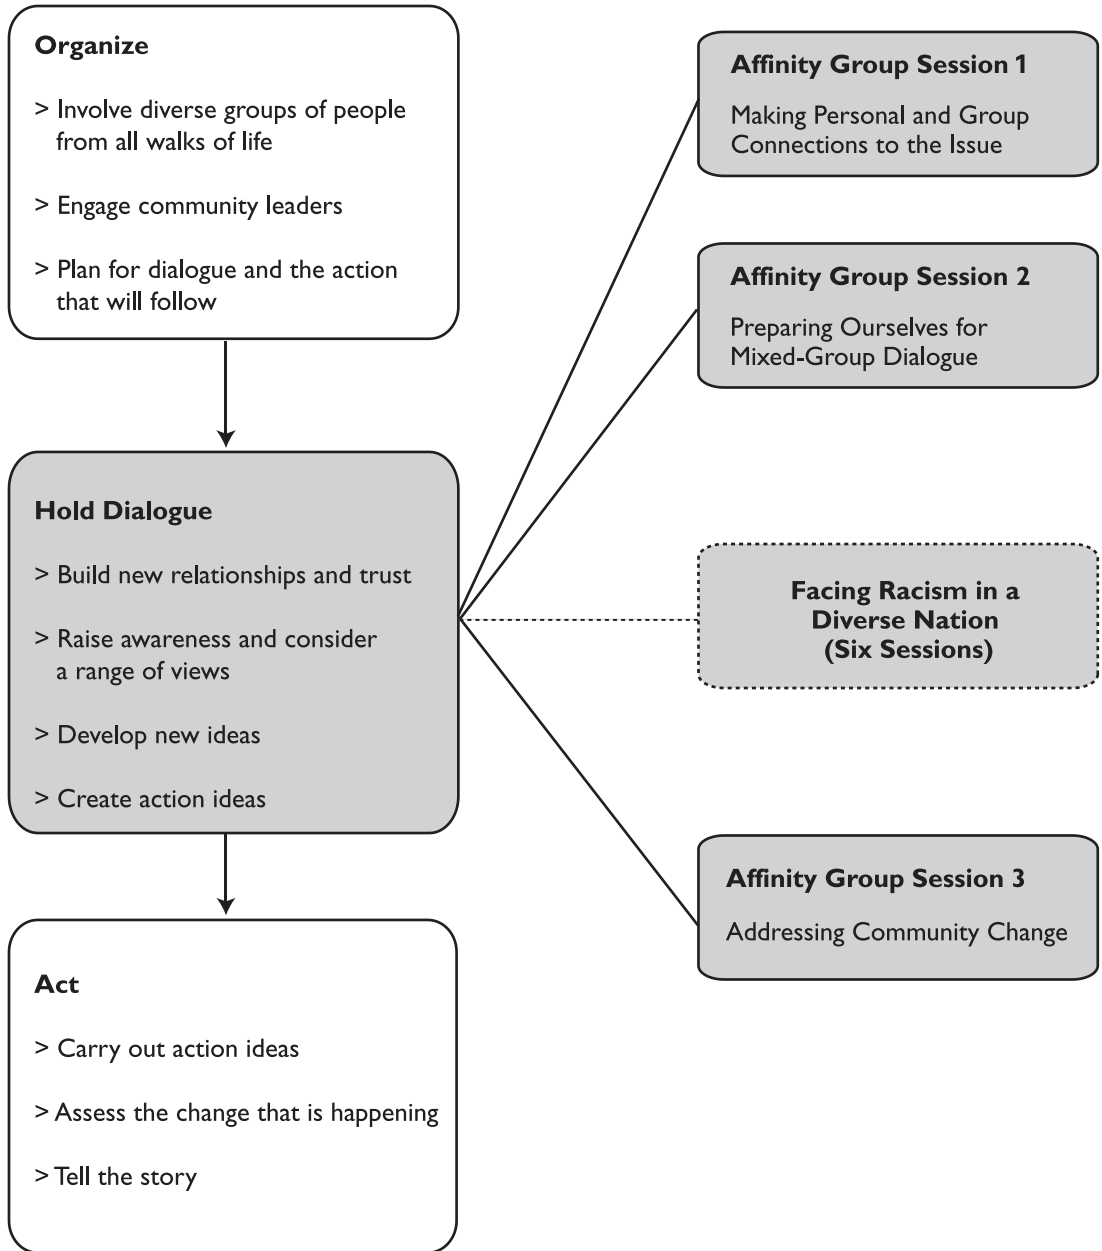 Organize
> Involve diverse groups of people
from all walks of life
> Engage community leaders
> Plan for dialogue and the action
that will follow
Hold Dialogue
> Build new relationships and trust
> Raise awareness and consider
a range of views
> Develop new ideas
> Create action ideas
Act
> Carry out action ideas
> Assess the change that is happening
> Tell the story
Affinity Group Session 1
Making Personal and Group
Connections to the Issue
Affinity Group Session 2
Preparing Ourselves for
Mixed-Group Dialogue
Facing Racism in a
Diverse Nation
(Six Sessions)
Affinity Group Session 3
Addressing Community Change